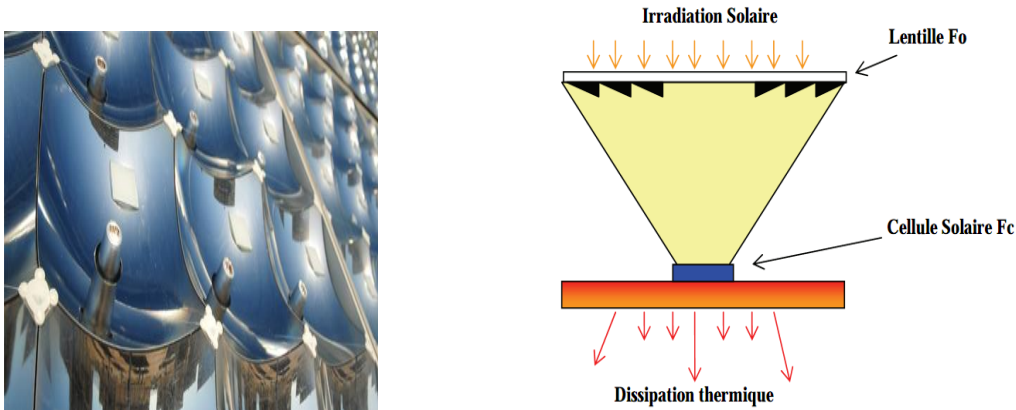 Irradiation Solaire
Lentille Fo
Cellule Solaire Fc
Dissipation thermique